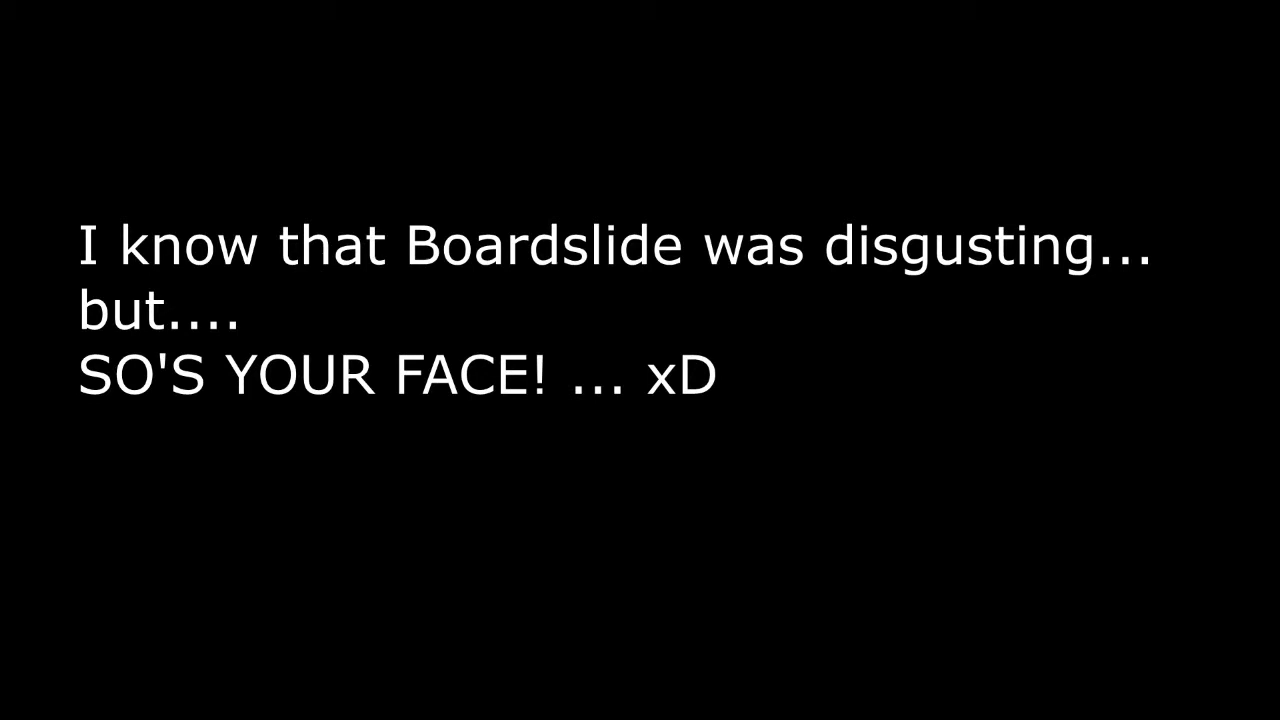 I know that Boardslide was disgusting...
but....
SO'S YOUR FACE! ... xD